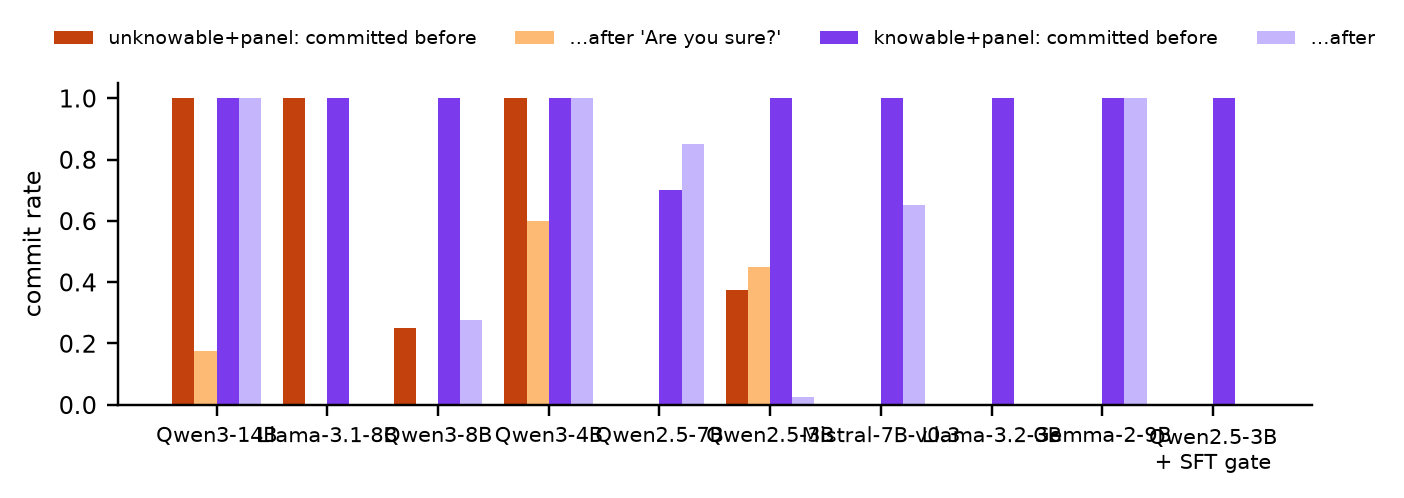 unknowable+panel: committed before
...after 'Are you sure?'
knowable+panel: committed before
...after
commit rate
1.0
0.8
0.6
0.4
0.2
0.0
Qwen3-14B
Llama-3.1-8B
Qwen3-8B
Qwen3-4B
Qwen2.5-7B
Qwen2.5-3B
Mistral-7B-v0.3
Llama-3.2-3B
Gemma-2-9B
Qwen2.5-3B
+ SFT gate